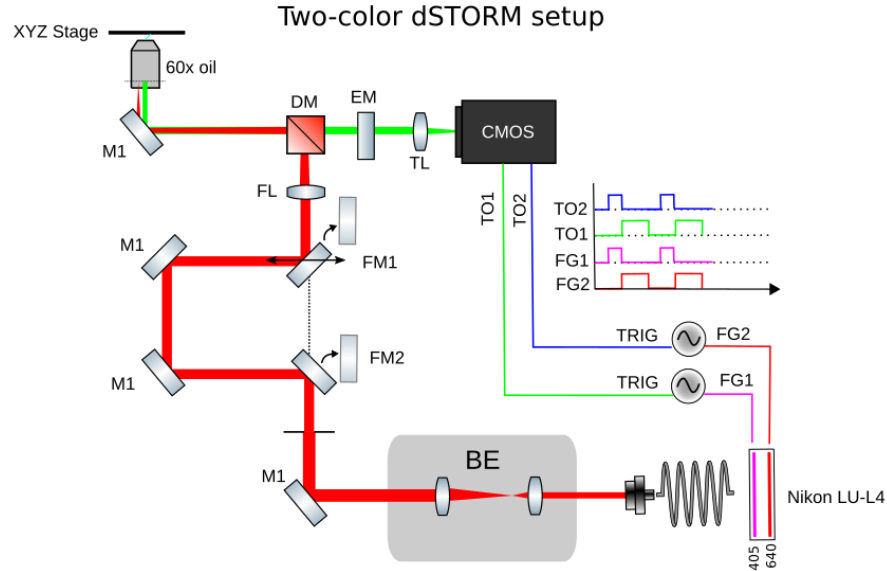 Two-color dSTORM setup
XYZ Stage
60x oil
M1
DM
EM
TL
CMOS
FL
TO1
TO2
TO2
TO1
FG1
FG2
M1
FM1
M1
FM2
TRIG
FG2
TRIG
FG1
M1
BE
Nikon LU-L4
405
640